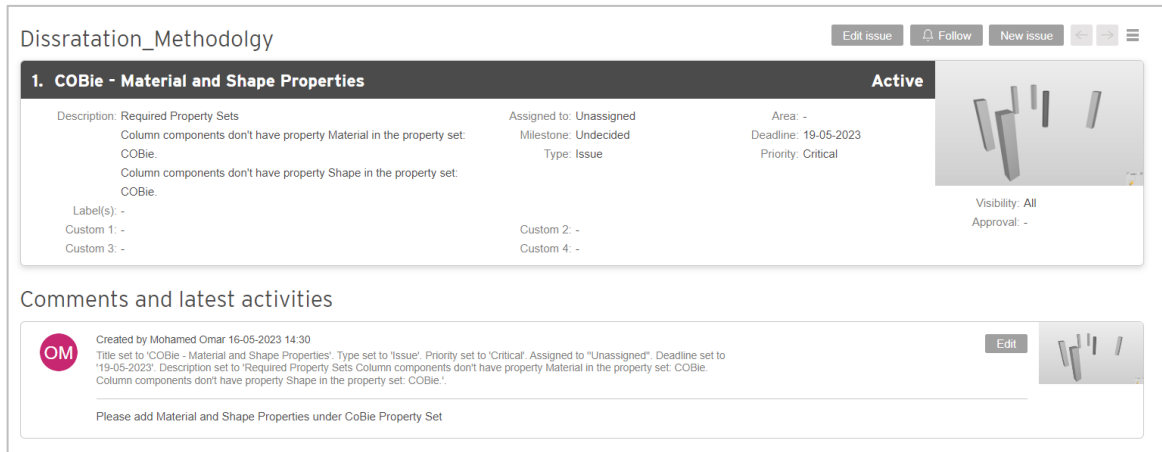 Dissratation_Methodolgy
Edit issue
Follow
New issue
1. COBie - Material and Shape Properties
Active
Description: Required Property Sets
Column components don't have property Material in the property set:
COBie.
Column components don't have property Shape in the property set:
COBie.
Assigned to: Unassigned
Milestone: Undecided
Type: Issue
Area: -
Deadline: 19-05-2023
Priority: Critical
Label(s): -
Custom 1: -
Custom 2: -
Custom 3: -
Custom 4: -
Visibility: All
Approval: -
Comments and latest activities
OM
Created by Mohamed Omar 16-05-2023 14:30
Edit
Title set to 'COBie - Material and Shape Properties'. Type set to 'Issue'. Priority set to 'Critical'. Assigned to "Unassigned". Deadline set to
'19-05-2023'. Description set to 'Required Property Sets Column components don't have property Material in the property set: COBie.
Column components don't have property Shape in the property set: COBie.'.
Please add Material and Shape Properties under CoBie Property Set